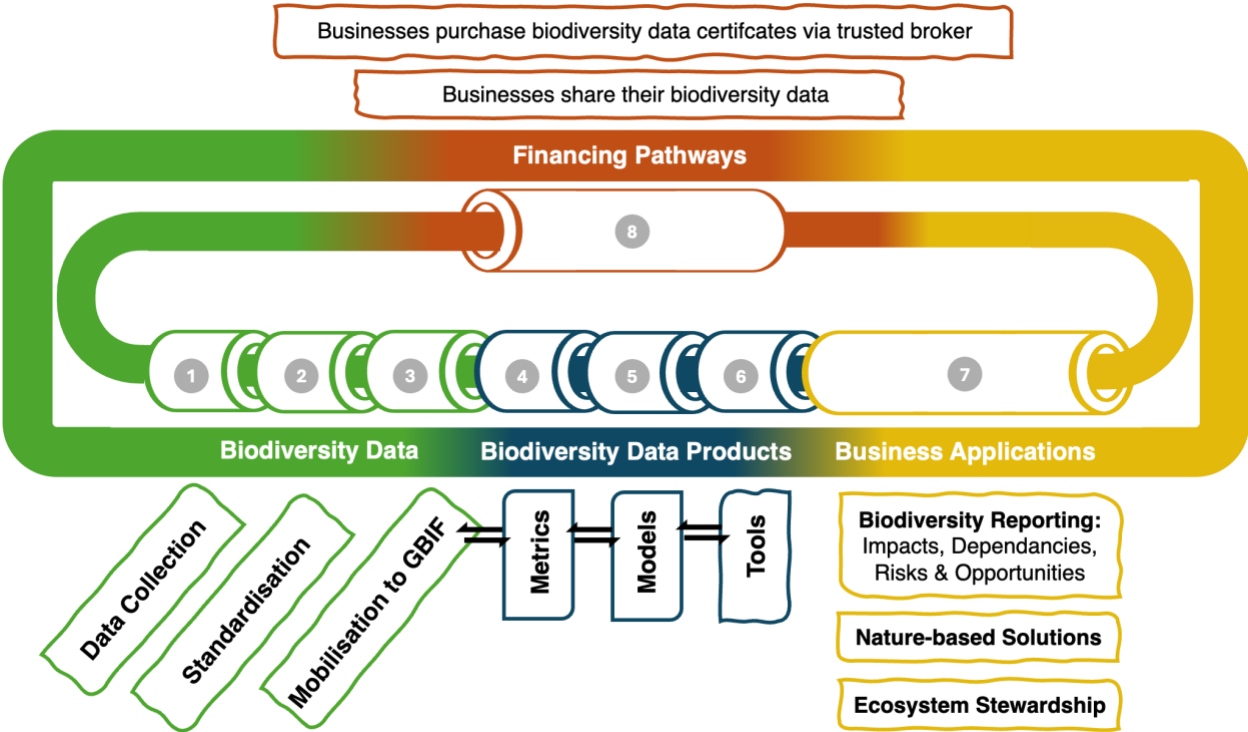 Businesses purchase biodiversity data certifcates via trusted broker
Businesses share their biodiversity data
Financing Pathways
8
1
2
3
4
5
6
7
Biodiversity Data
Biodiversity Data Products
Business Applications
Data Collection
Standardisation
Mobilisation to GBIF
Metrics
Models
Tools
Biodiversity Reporting:
Impacts, Dependancies,
Risks & Opportunities
Nature-based Solutions
Ecosystem Stewardship